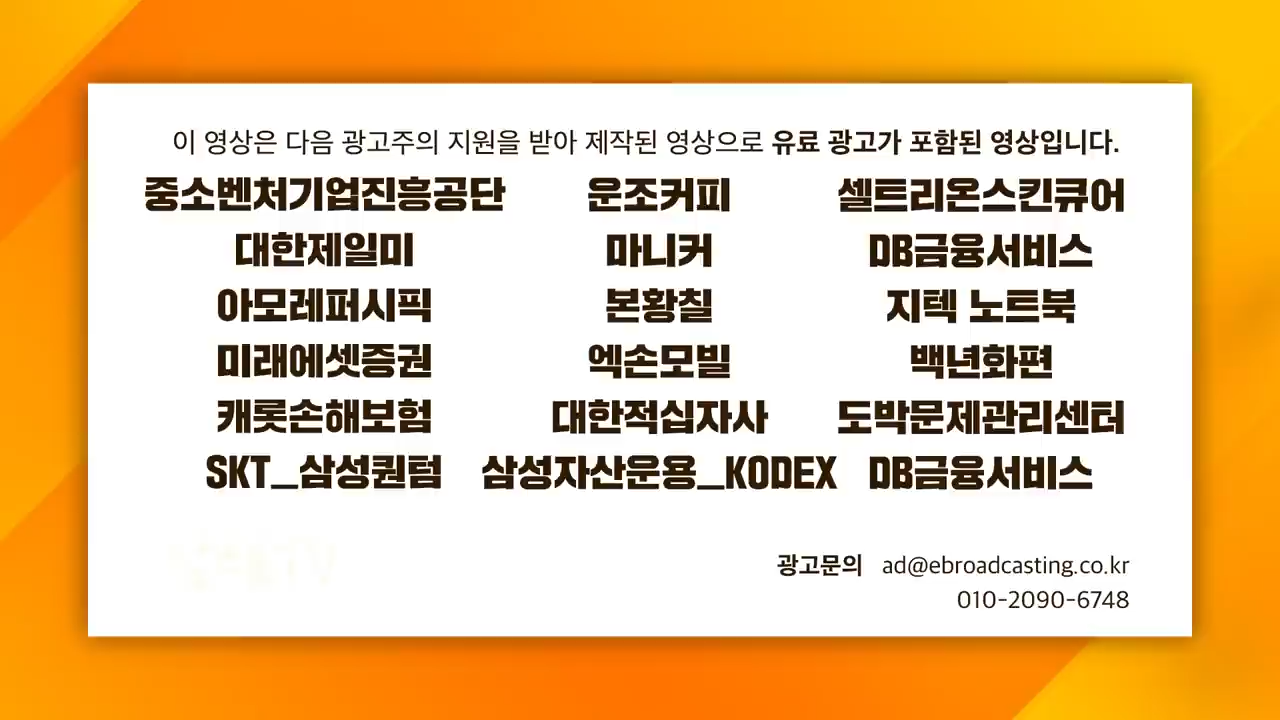 이 영상은 다음 광고주의 지원을 받아 제작된 영상으로 유료 광고가 포함된 영상입니다.
중소벤처기업진흥공단 운조커피 셀트리온스킨큐어
대한제일미 마니커 DB금융서비스
아모레퍼시픽 본황칠 지텍 노트북
미래에셋증권 엑손모빌 백년화편
캐롯손해보험 대한적십자사 도박문제관리센터
SKT_삼성퀀텀 삼성자산운용_KODEX DB금융서비스
광고문의 ad@ebroadcasting.co.kr
010-2090-6748